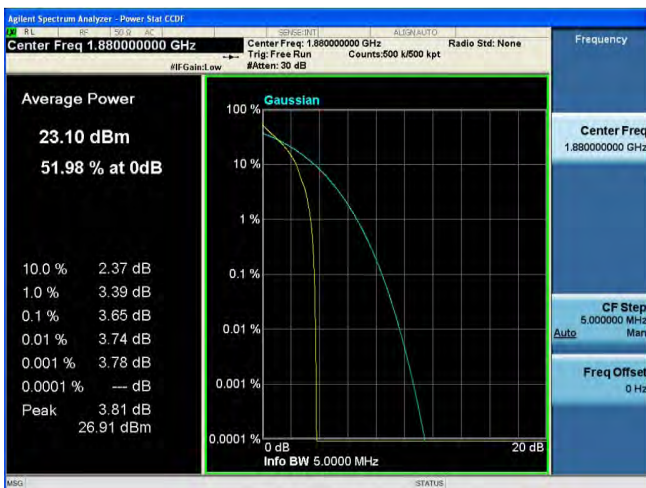 Agilent Spectrum Analyzer - Power Stat CCDF
RL RF 50 Ω AC SENSE:INT ALIGNAUTO
Center Freq 1.880000000 GHz
#IFGain:Low
Center Freq: 1.880000000 GHz
Radio Std: None
Trig: Free Run
Counts:500 k/500 kpt
#Atten: 30 dB
Frequency
Average Power
23.10 dBm
51.98 % at 0dB
10.0 % 2.37 dB
1.0 % 3.39 dB
0.1 % 3.65 dB
0.01 % 3.74 dB
0.001 % 3.78 dB
0.0001 % --- dB
Peak 3.81 dB
26.91 dBm
Gaussian
100 %
10 %
1 %
0.1 %
0.01 %
0.001 %
0.0001 %
0 dB
20 dB
Info BW 5.0000 MHz
Center Freq
1.880000000 GHz
CF Step
5.000000 MHz
Auto Man
Freq Offset
0 Hz
MSG
STATUS